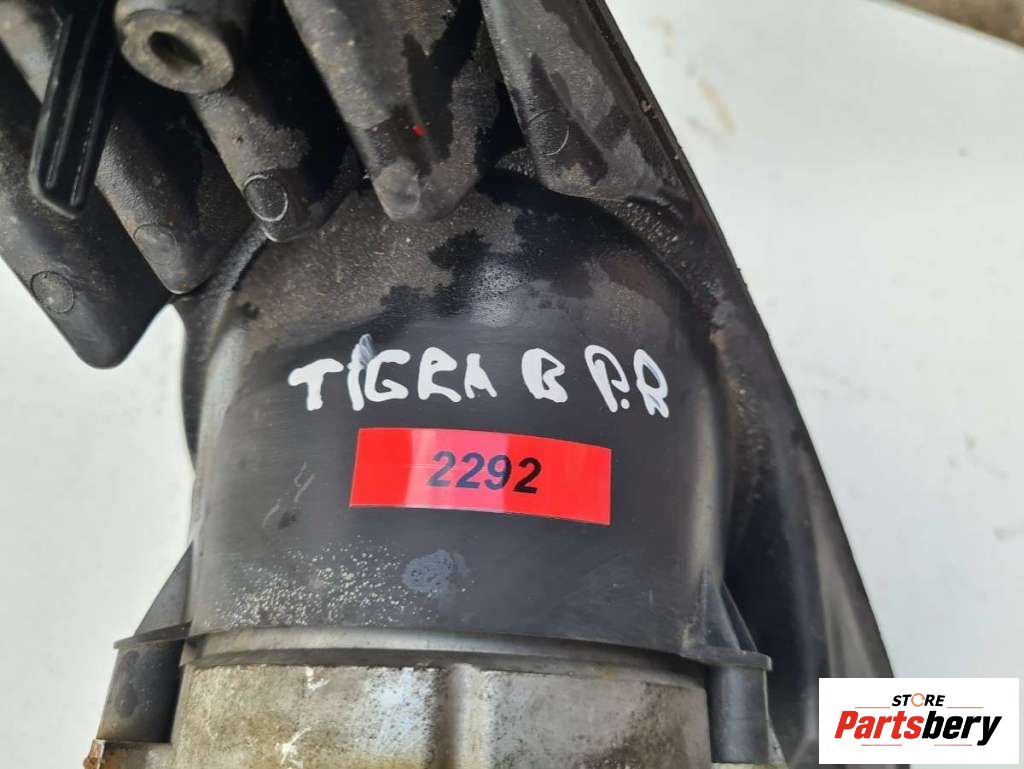 TIGRA B P.R
2292
STORE
Partsbery